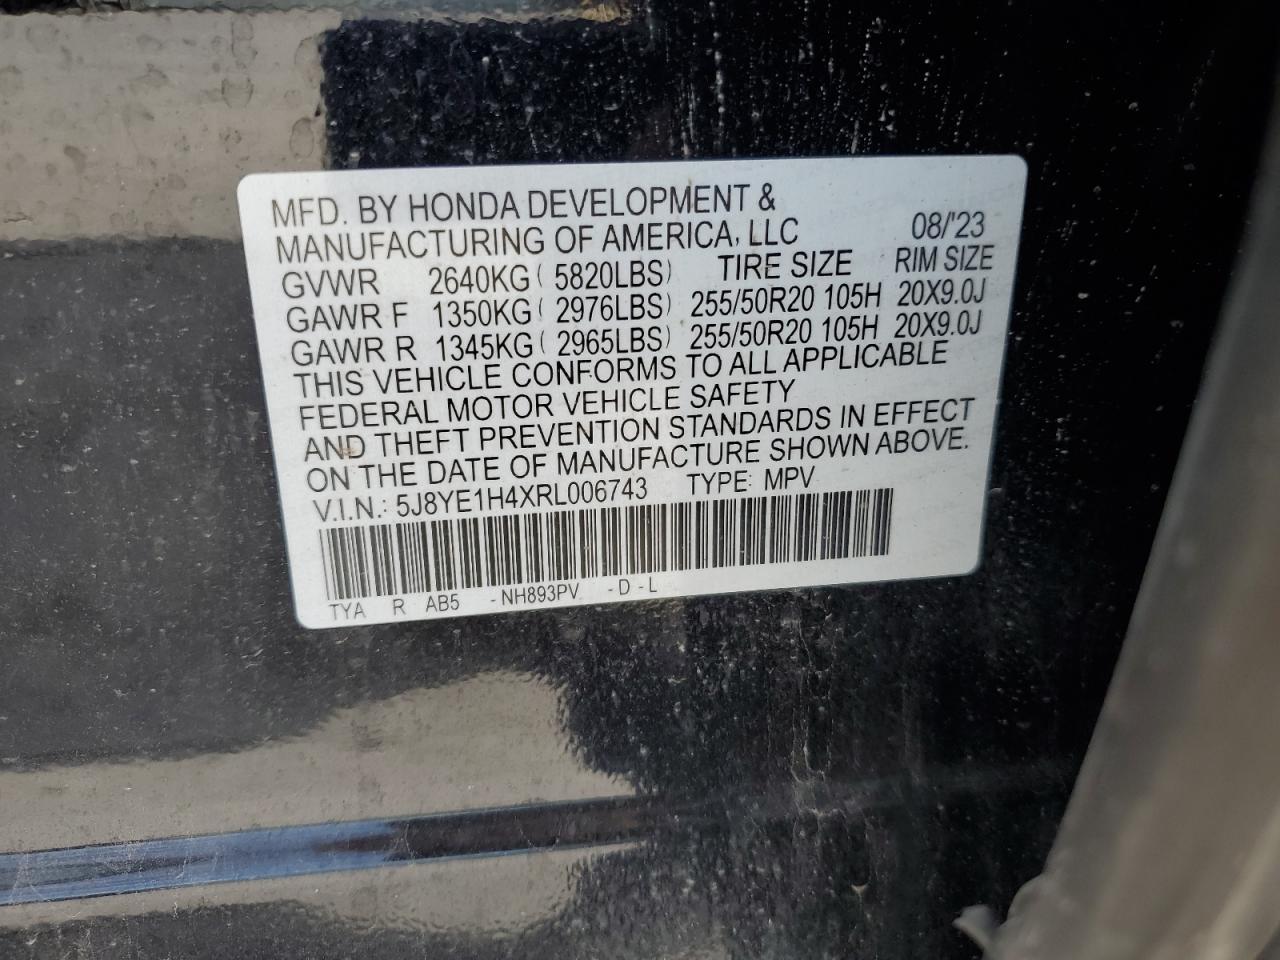 MFD. BY HONDA DEVELOPMENT &
MANUFACTURING OF AMERICA, LLC 08/'23
GVWR 2640KG ( 5820LBS) TIRE SIZE RIM SIZE
GAWR F 1350KG ( 2976LBS) 255/50R20 105H 20X9.0J
GAWR R 1345KG ( 2965LBS) 255/50R20 105H 20X9.0J
THIS VEHICLE CONFORMS TO ALL APPLICABLE
FEDERAL MOTOR VEHICLE SAFETY
AND THEFT PREVENTION STANDARDS IN EFFECT
ON THE DATE OF MANUFACTURE SHOWN ABOVE.
V.I.N.: 5J8YE1H4XRL006743 TYPE: MPV
TYA R AB5 -NH893PV -D-L